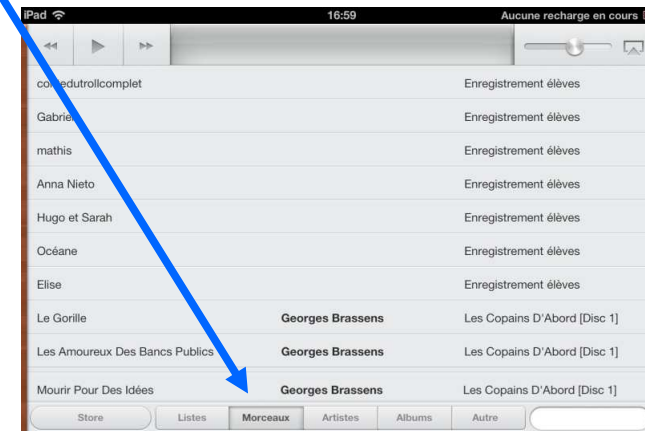 iPad 16:59 Aucune recharge en cours
contedutrollcomplet Enregistrement élèves
Gabriel Enregistrement élèves
mathis Enregistrement élèves
Anna Nieto Enregistrement élèves
Hugo et Sarah Enregistrement élèves
Océane Enregistrement élèves
Elise Enregistrement élèves
Le Gorille Georges Brassens Les Copains D'Abord [Disc 1]
Les Amoureux Des Bancs Publics Georges Brassens Les Copains D'Abord [Disc 1]
Mourir Pour Des Idées Georges Brassens Les Copains D'Abord [Disc 1]
Store Listes Morceaux Artistes Albums Autre